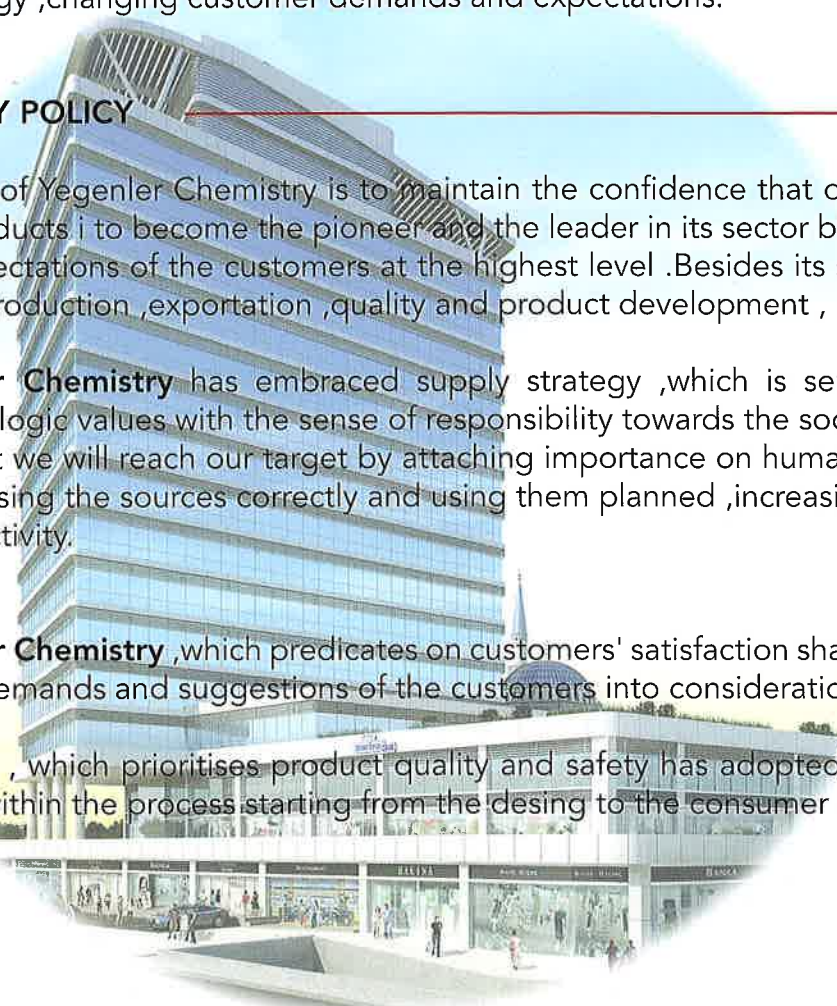 gy ,changing customer demands and expectations.
Y POLICY
of Yegenler Chemistry is to maintain the confidence that
ducts i to become the pioneer and the leader in its sector b
ectations of the customers at the highest level .Besides its
roduction ,exportation ,quality and product development ,
r Chemistry has embraced supply strategy ,which is se
logic values with the sense of responsibility towards the soc
t we will reach our target by attaching importance on huma
sing the sources correctly and using them planned ,increasi
tivity.
r Chemistry ,which predicates on customers' satisfaction sha
emands and suggestions of the customers into consideratio
, which prioritises product quality and safety has adopted
ithin the process starting from the desing to the consumer
BANKA